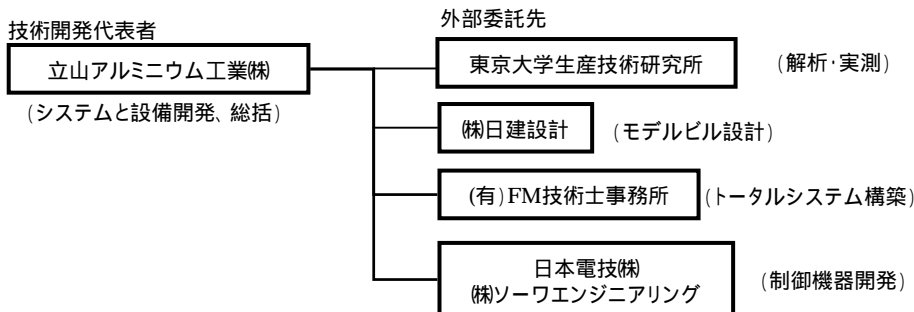 技術開発代表者
立山アルミニウム工業㈱
(システムと設備開発、総括)
外部委託先
東京大学生産技術研究所
(解析・実測)
㈱日建設計
(モデルビル設計)
(有)FM技術士事務所
(トータルシステム構築)
日本電技㈱
㈱ソーワエンジニアリング
(制御機器開発)